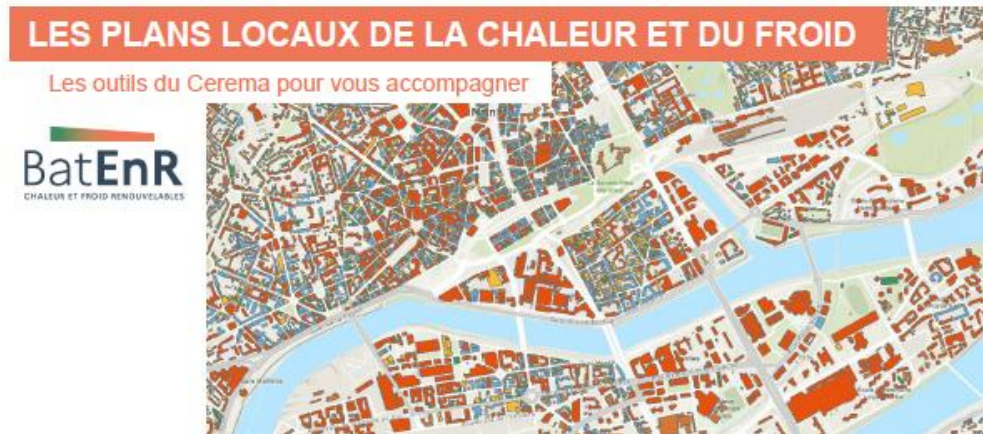 LES PLANS LOCAUX DE LA CHALEUR ET DU FROID
Les outils du Cerema pour vous accompagner
BatEnR
CHALEUR ET FROID RENOUVELABLES